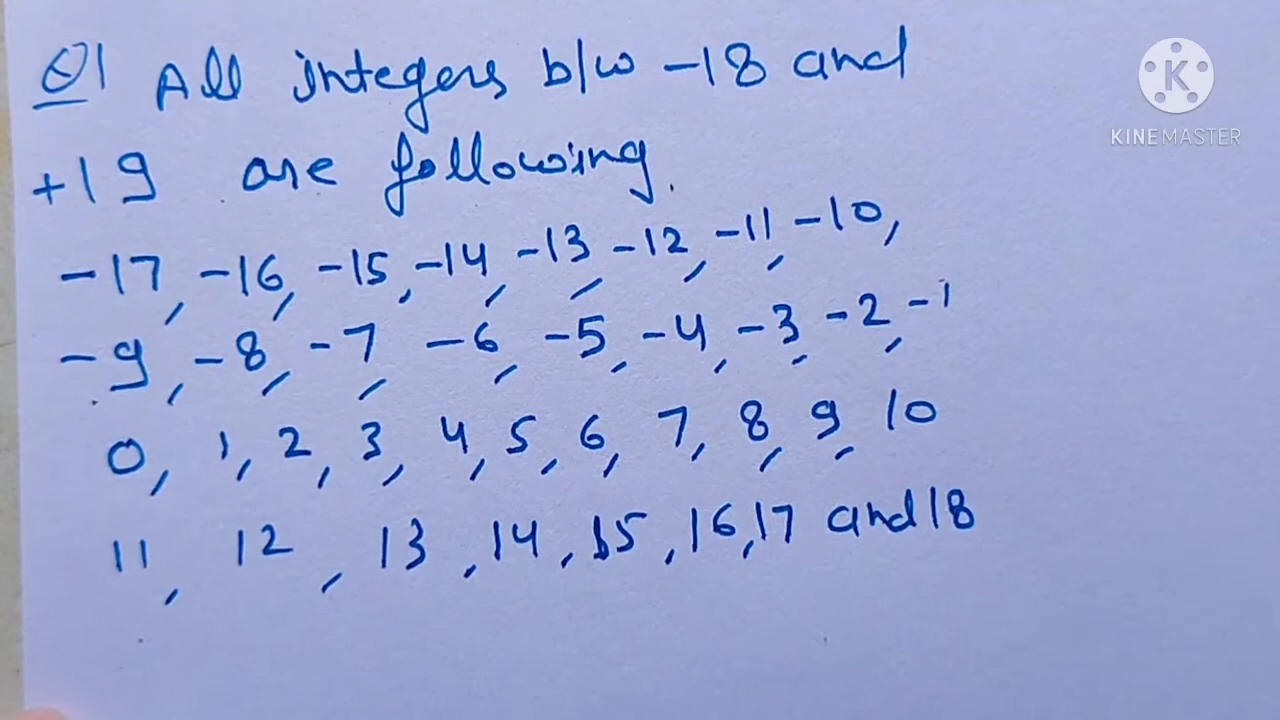 Q1 All integers b/w -18 and
+19 are following.
-17, -16, -15, -14, -13, -12, -11, -10,
-9, -8, -7, -6, -5, -4, -3, -2, -1
0, 1, 2, 3, 4, 5, 6, 7, 8, 9, 10
11, 12, 13, 14, 15, 16, 17 and 18
K
KINEMASTER